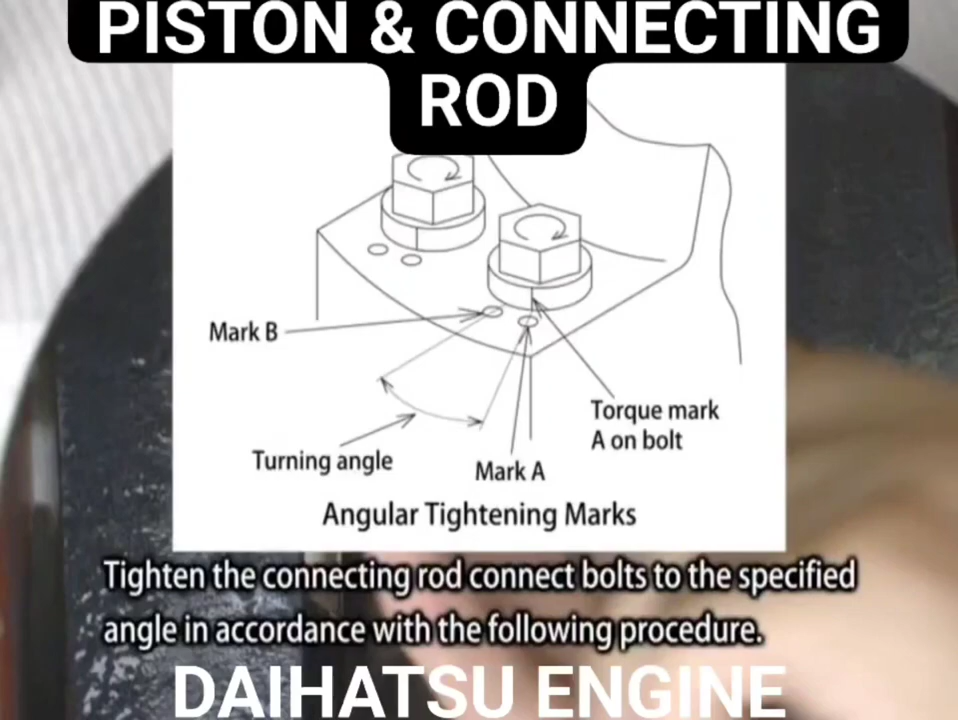 PISTON & CONNECTING
ROD
Mark B
Torque mark
A on bolt
Turning angle
Mark A
Angular Tightening Marks
Tighten the connecting rod connect bolts to the specified
angle in accordance with the following procedure.
DAIHATSU ENGINE